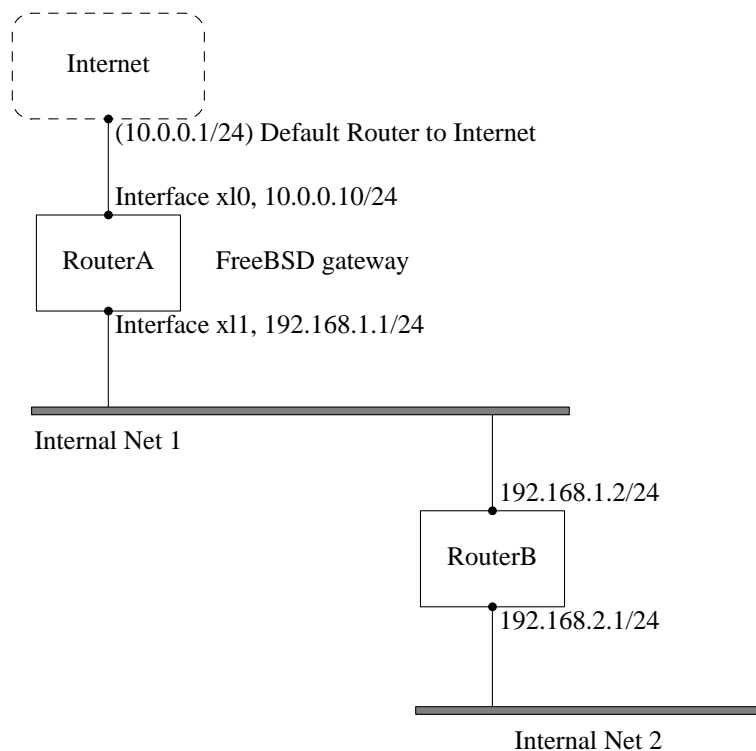 Internet
(10.0.0.1/24) Default Router to Internet
Interface xl0, 10.0.0.10/24
RouterA
FreeBSD gateway
Interface xl1, 192.168.1.1/24
Internal Net 1
192.168.1.2/24
RouterB
192.168.2.1/24
Internal Net 2